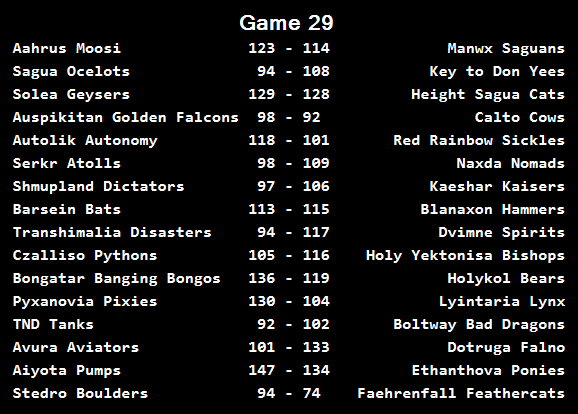 Game 29
Aahrus Moosi 123 - 114 Manwx Saguans
Sagua Ocelots 94 - 108 Key to Don Yees
Solea Geysers 129 - 128 Height Sagua Cats
Auspikitan Golden Falcons 98 - 92 Calto Cows
Autolik Autonomy 118 - 101 Red Rainbow Sickles
Serkr Atolls 98 - 109 Naxda Nomads
Shmupland Dictators 97 - 106 Kaeshar Kaisers
Barsein Bats 113 - 115 Blanaxon Hammers
Transhimalia Disasters 94 - 117 Dvimne Spirits
Czalliso Pythons 105 - 116 Holy Yektonisa Bishops
Bongatar Banging Bongos 136 - 119 Holykol Bears
Pyxanovia Pixies 130 - 104 Lyintaria Lynx
TND Tanks 92 - 102 Boltway Bad Dragons
Avura Aviators 101 - 133 Dotruga Falno
Aiyota Pumps 147 - 134 Ethanthova Ponies
Stedro Boulders 94 - 74 Faehrenfall Feathercats